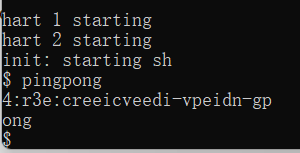 hart 1 starting
hart 2 starting
init: starting sh
$ pingpong
4:r3e:creeicveedi-vpeidn-gp
ong
$